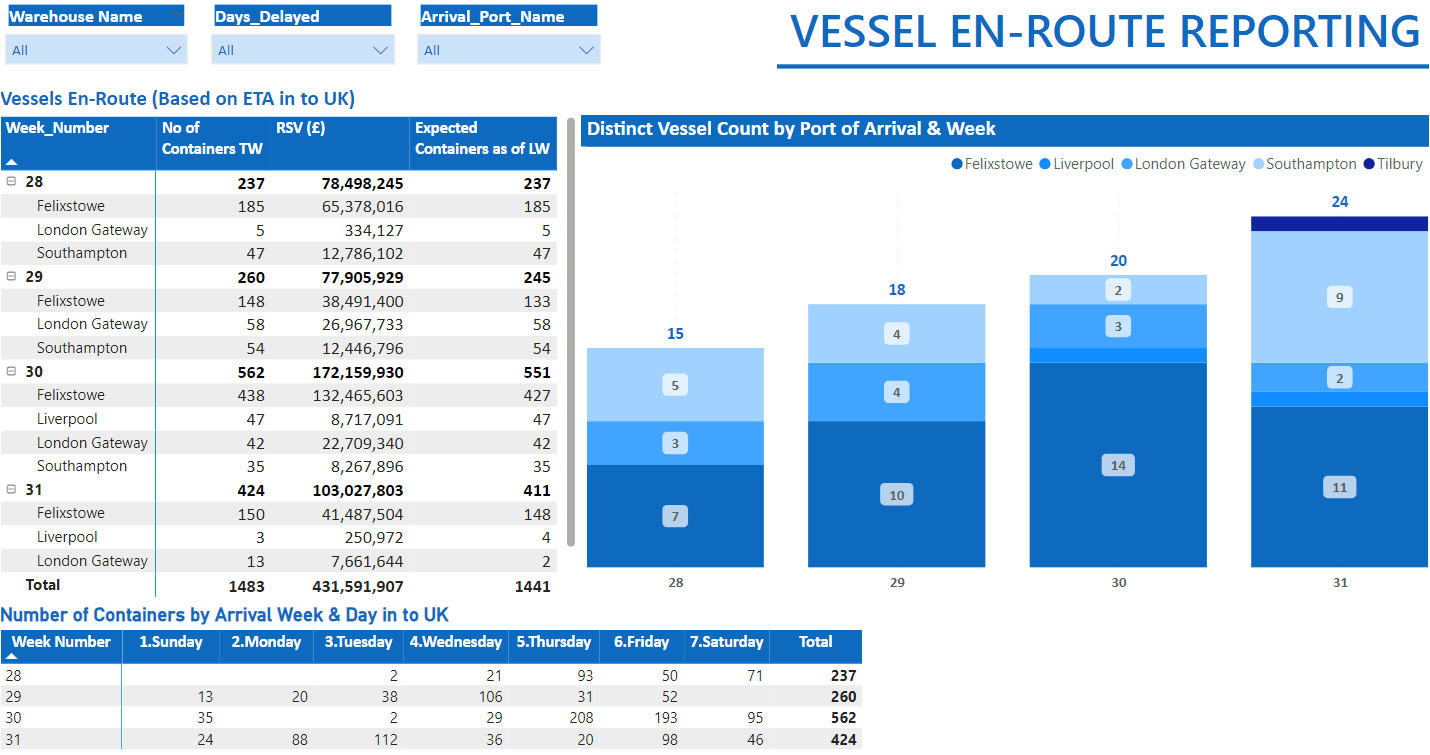 Warehouse Name Days_Delayed Arrival_Port_Name
All All All
VESSEL EN-ROUTE REPORTING
Vessels En-Route (Based on ETA in to UK)
Week_Number No of Containers TW RSV (£) Expected Containers as of LW
28 237 78,498,245 237
Felixstowe 185 65,378,016 185
London Gateway 5 334,127 5
Southampton 47 12,786,102 47
29 260 77,905,929 245
Felixstowe 148 38,491,400 133
London Gateway 58 26,967,733 58
Southampton 54 12,446,796 54
30 562 172,159,930 551
Felixstowe 438 132,465,603 427
Liverpool 47 8,717,091 47
London Gateway 42 22,709,340 42
Southampton 35 8,267,896 35
31 424 103,027,803 411
Felixstowe 150 41,487,504 148
Liverpool 3 250,972 4
London Gateway 13 7,661,644 2
Total 1483 431,591,907 1441
Distinct Vessel Count by Port of Arrival & Week
Felixstowe Liverpool London Gateway Southampton Tilbury
15 18 20 24
5 4 2 9
3 4 3 2
7 10 14 11
28 29 30 31
Number of Containers by Arrival Week & Day in to UK
Week Number 1.Sunday 2.Monday 3.Tuesday 4.Wednesday 5.Thursday 6.Friday 7.Saturday Total
28 2 21 93 50 71 237
29 13 20 38 106 31 52 260
30 35 2 29 208 193 95 562
31 24 88 112 36 20 98 46 424